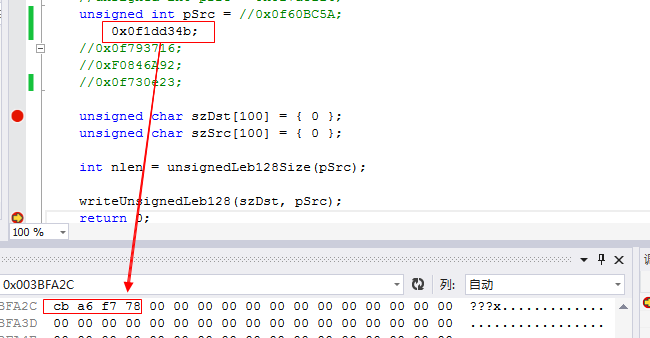 unsigned int pSrc = //0x0f60BC5A;
0x0f1dd34b;
//0x0f793716;
//0xF0846A92;
//0x0f730e23;
unsigned char szDst[100] = { 0 };
unsigned char szSrc[100] = { 0 };
int nlen = unsignedLeb128Size(pSrc);
writeUnsignedLeb128(szDst, pSrc);
return 0;
100 %
0x003BFA2C
列: 自动
BFA2C cb a6 f7 78 00 00 00 00 00 00 00 00 00 00 00 00 00 ???x.............
BFA3D 00 00 00 00 00 00 00 00 00 00 00 00 00 00 00 00 00 .................